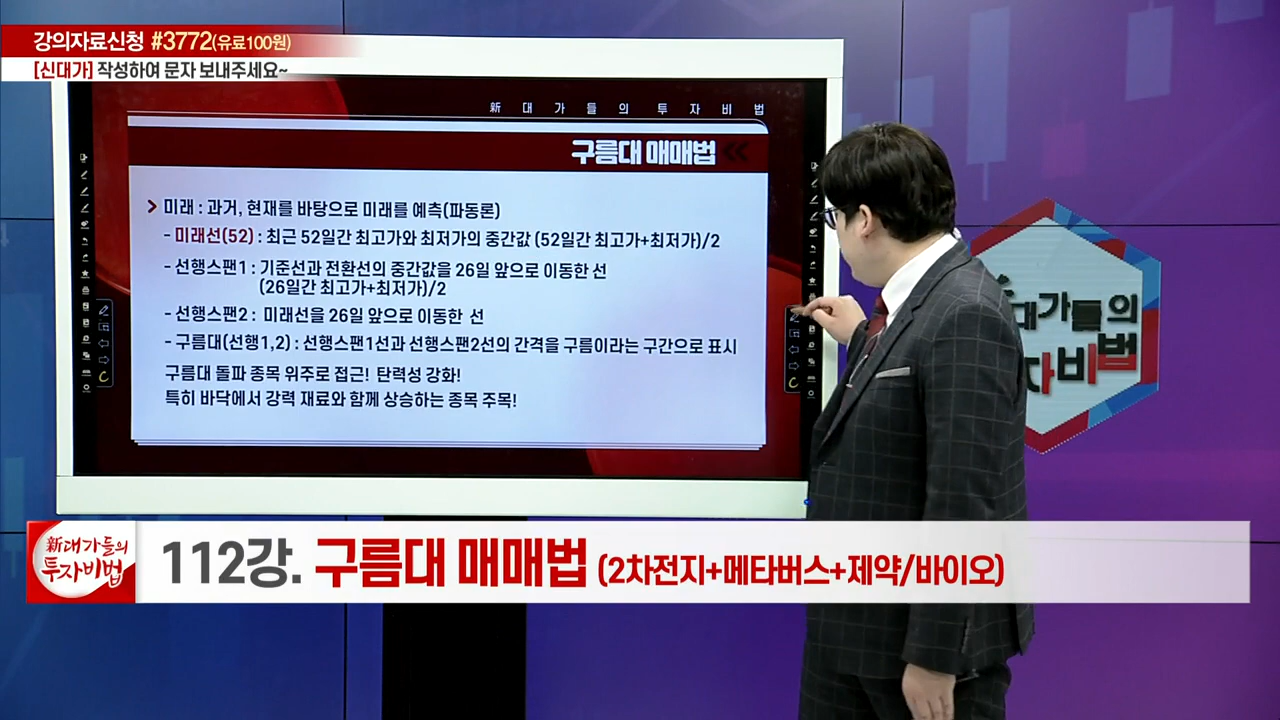 강의자료신청 #3772(유료100원)
[신대가] 작성하여 문자 보내주세요~
新대가들의 투자비법
구름대 매매법
미래 : 과거, 현재를 바탕으로 미래를 예측(파동론)
- 미래선(52) : 최근 52일간 최고가와 최저가의 중간값 (52일간 최고가+최저가)/2
- 선행스팬1 : 기준선과 전환선의 중간값을 26일 앞으로 이동한 선
(26일간 최고가+최저가)/2
- 선행스팬2 : 미래선을 26일 앞으로 이동한 선
- 구름대(선행1,2) : 선행스팬1선과 선행스팬2선의 간격을 구름이라는 구간으로 표시
구름대 돌파 종목 위주로 접근! 탄력성 강화!
특히 바닥에서 강력 재료와 함께 상승하는 종목 주목!
대가들의
자비법
新대가들의
투자비법
112강. 구름대 매매법 (2차전지+메타버스+제약/바이오)